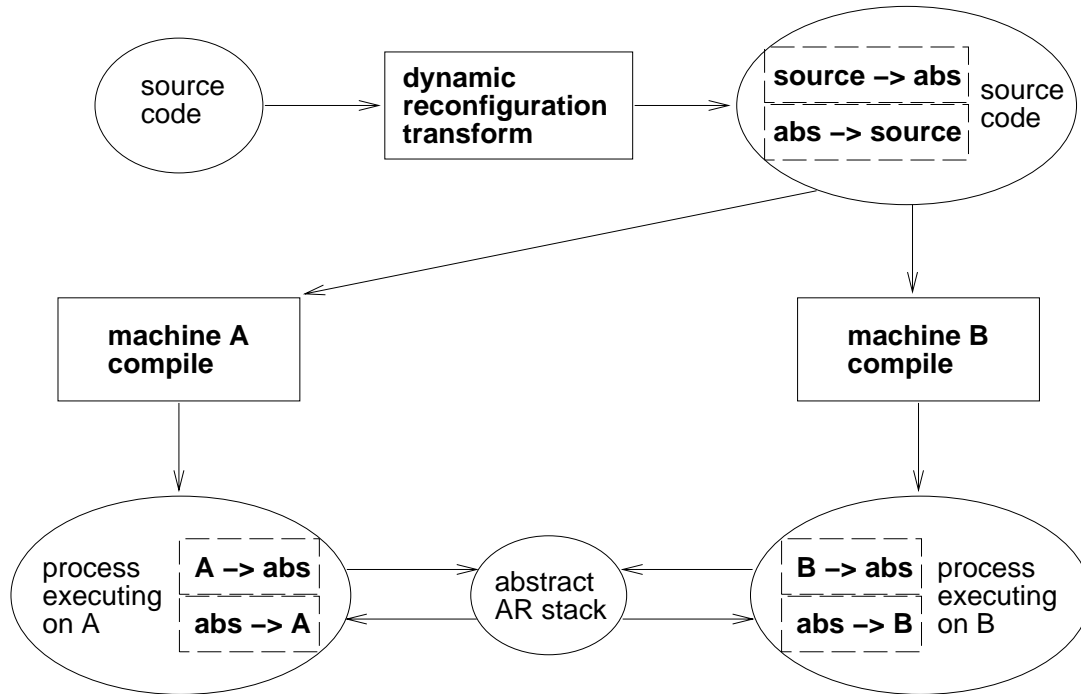 source
code
dynamic
reconfiguration
transform
source –> abs
abs –> source
source
code
machine A
compile
machine B
compile
process
executing
on A
A –> abs
abs –> A
abstract
AR stack
B –> abs
abs –> B
process
executing
on B